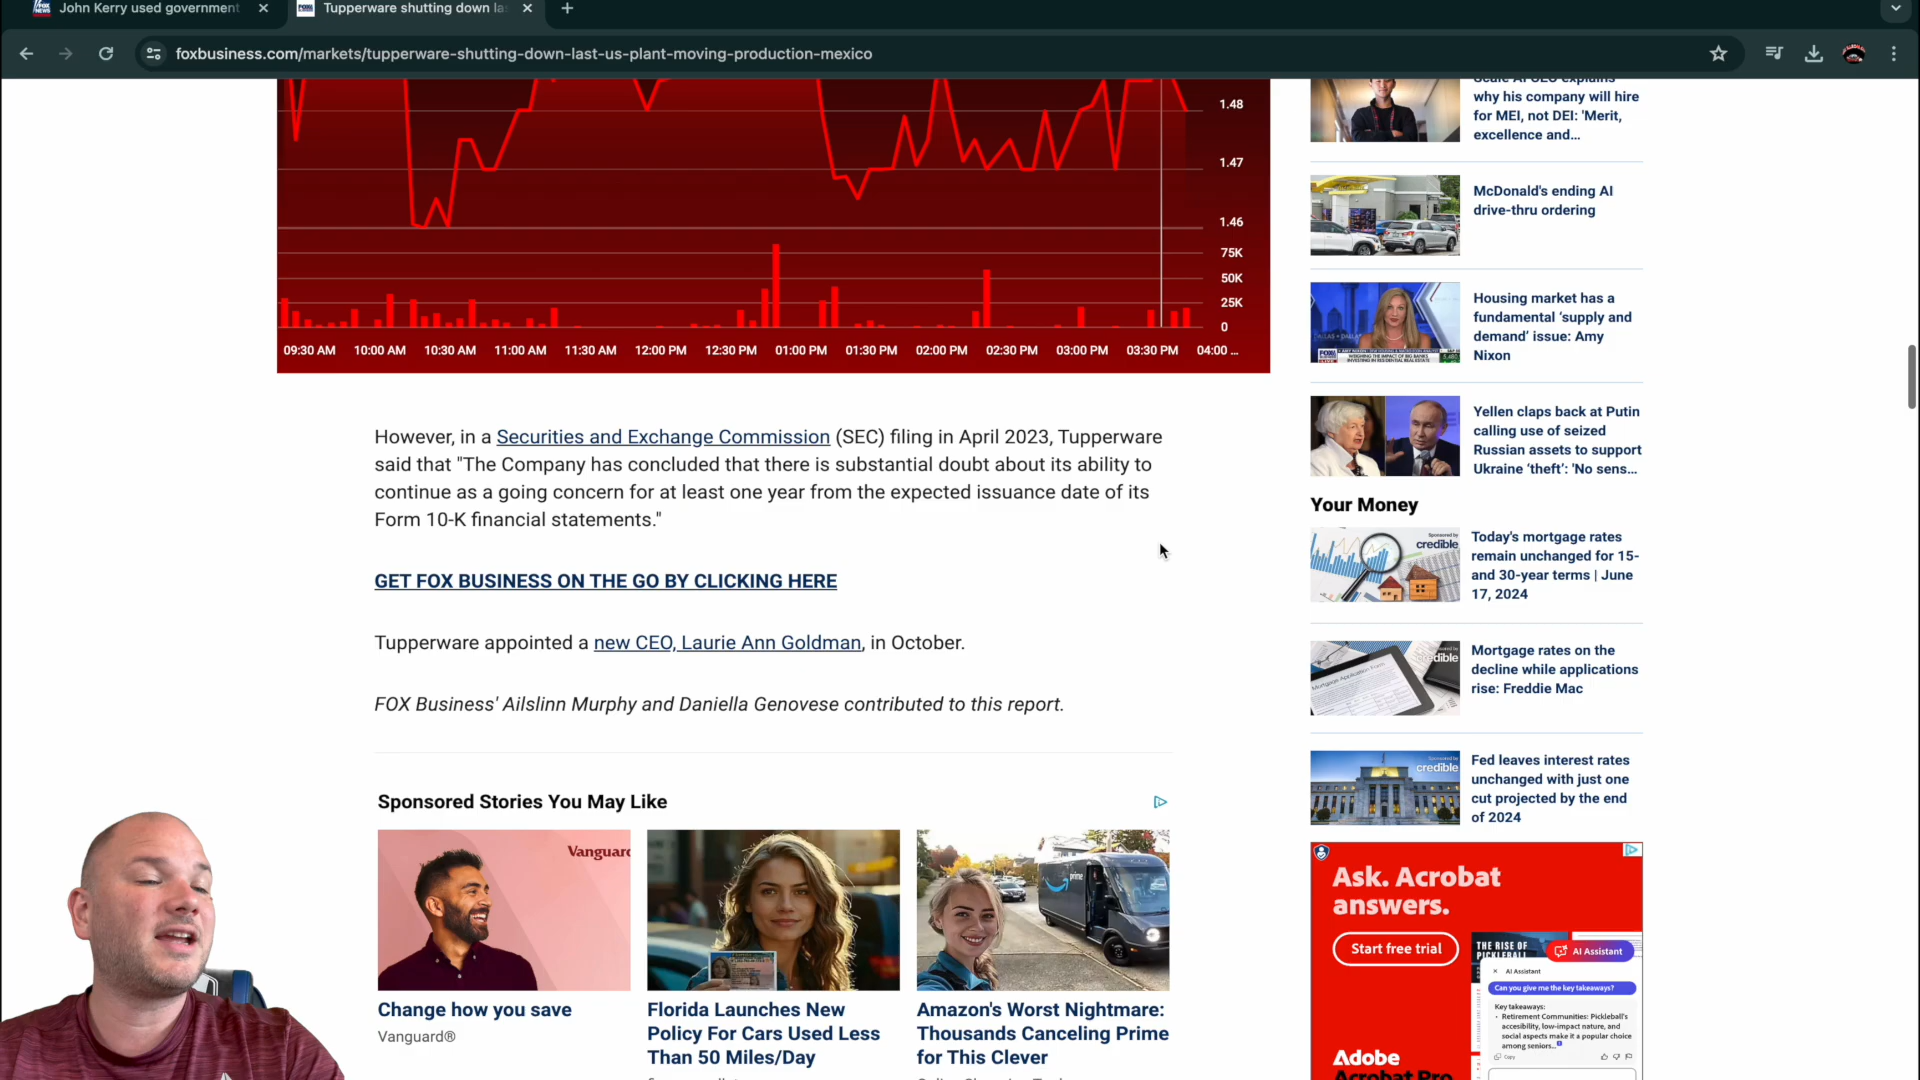 John Kerry used government
Tupperware shutting down las
foxbusiness.com/markets/tupperware-shutting-down-last-us-plant-moving-production-mexico
1.48
1.47
1.46
75K
50K
25K
0
09:30 AM 10:00 AM 10:30 AM 11:00 AM 11:30 AM 12:00 PM 12:30 PM 01:00 PM 01:30 PM 02:00 PM 02:30 PM 03:00 PM 03:30 PM 04:00 ...
However, in a Securities and Exchange Commission (SEC) filing in April 2023, Tupperware
said that "The Company has concluded that there is substantial doubt about its ability to
continue as a going concern for at least one year from the expected issuance date of its
Form 10-K financial statements."
GET FOX BUSINESS ON THE GO BY CLICKING HERE
Tupperware appointed a new CEO, Laurie Ann Goldman, in October.
FOX Business' Ailslinn Murphy and Daniella Genovese contributed to this report.
Sponsored Stories You May Like
Vanguard
Change how you save
Vanguard®
Florida Launches New
Policy For Cars Used Less
Than 50 Miles/Day
prime
Amazon's Worst Nightmare:
Thousands Canceling Prime
for This Clever
Scale AI CEO explains
why his company will hire
for MEI, not DEI: 'Merit,
excellence and...
McDonald's ending AI
drive-thru ordering
Housing market has a
fundamental ‘supply and
demand’ issue: Amy
Nixon
Yellen claps back at Putin
calling use of seized
Russian assets to support
Ukraine ‘theft’: 'No sens...
Your Money
Sponsored by
credible
Today's mortgage rates
remain unchanged for 15-
and 30-year terms | June
17, 2024
credible
Mortgage rates on the
decline while applications
rise: Freddie Mac
Sponsored by
credible
Fed leaves interest rates
unchanged with just one
cut projected by the end
of 2024
Ask. Acrobat
answers.
Start free trial
THE RISE OF
PICKLEBALL
AI Assistant
AI Assistant
Can you give me the key takeaways?
Key takeaways:
• Retirement Communities: Pickleball's
accesibility, low-impact nature, and
social aspects make it a popular choice
among seniors...
Copy
Adobe
Acrobat Pro